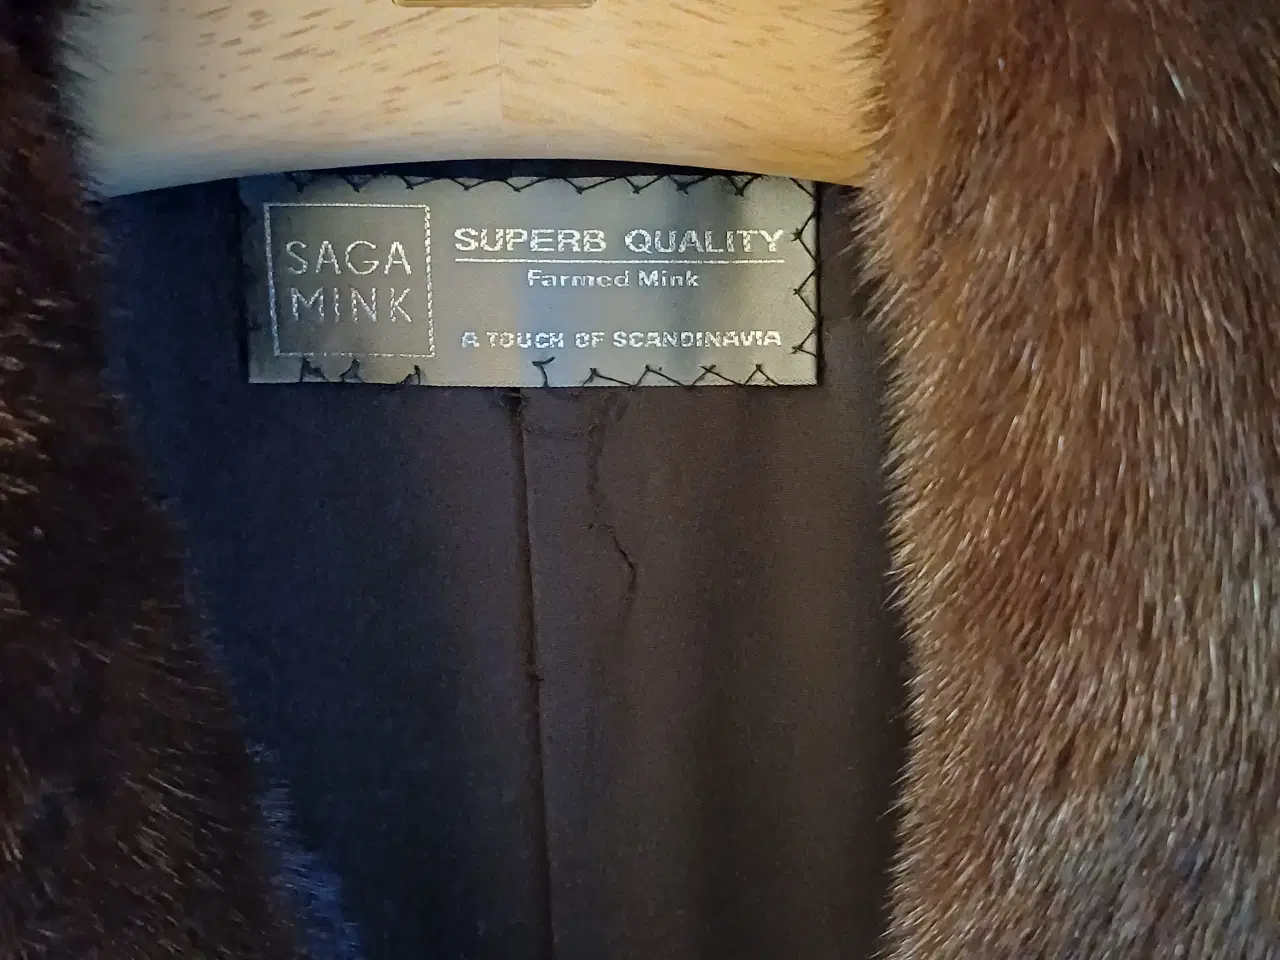 SAGA
MINK
SUPERB QUALITY
Farmed Mink
A TOUCH OF SCANDINAVIA